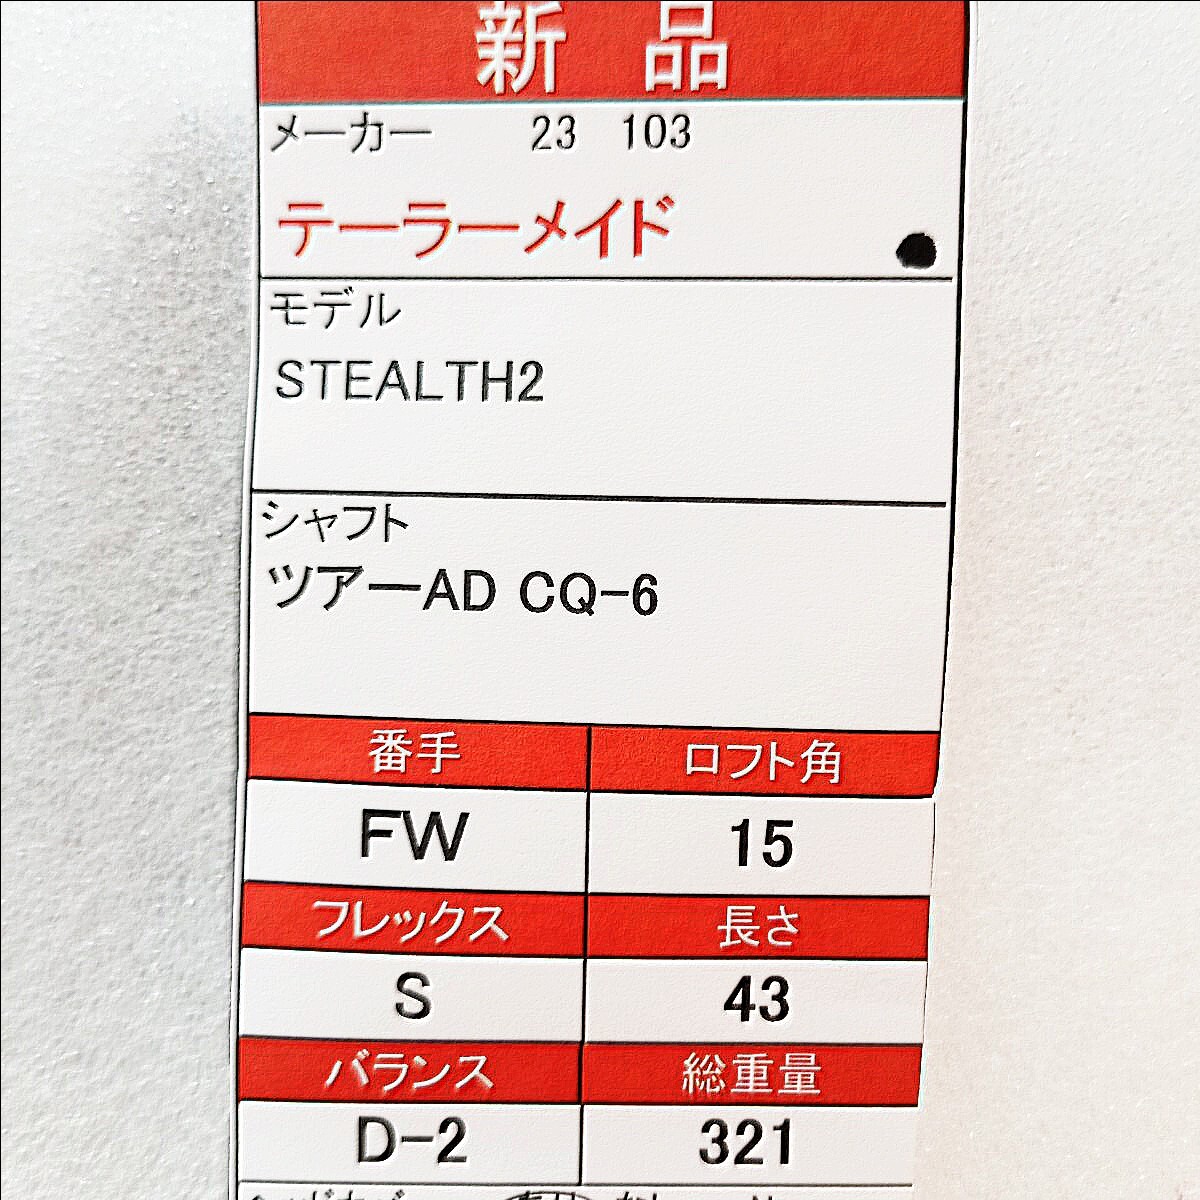 新 品
メーカー 23 103
テーラーメイド
モデル
STEALTH2
シャフト
ツアーAD CQ-6
番手 ロフト角
FW 15
フレックス 長さ
S 43
バランス 総重量
D-2 321